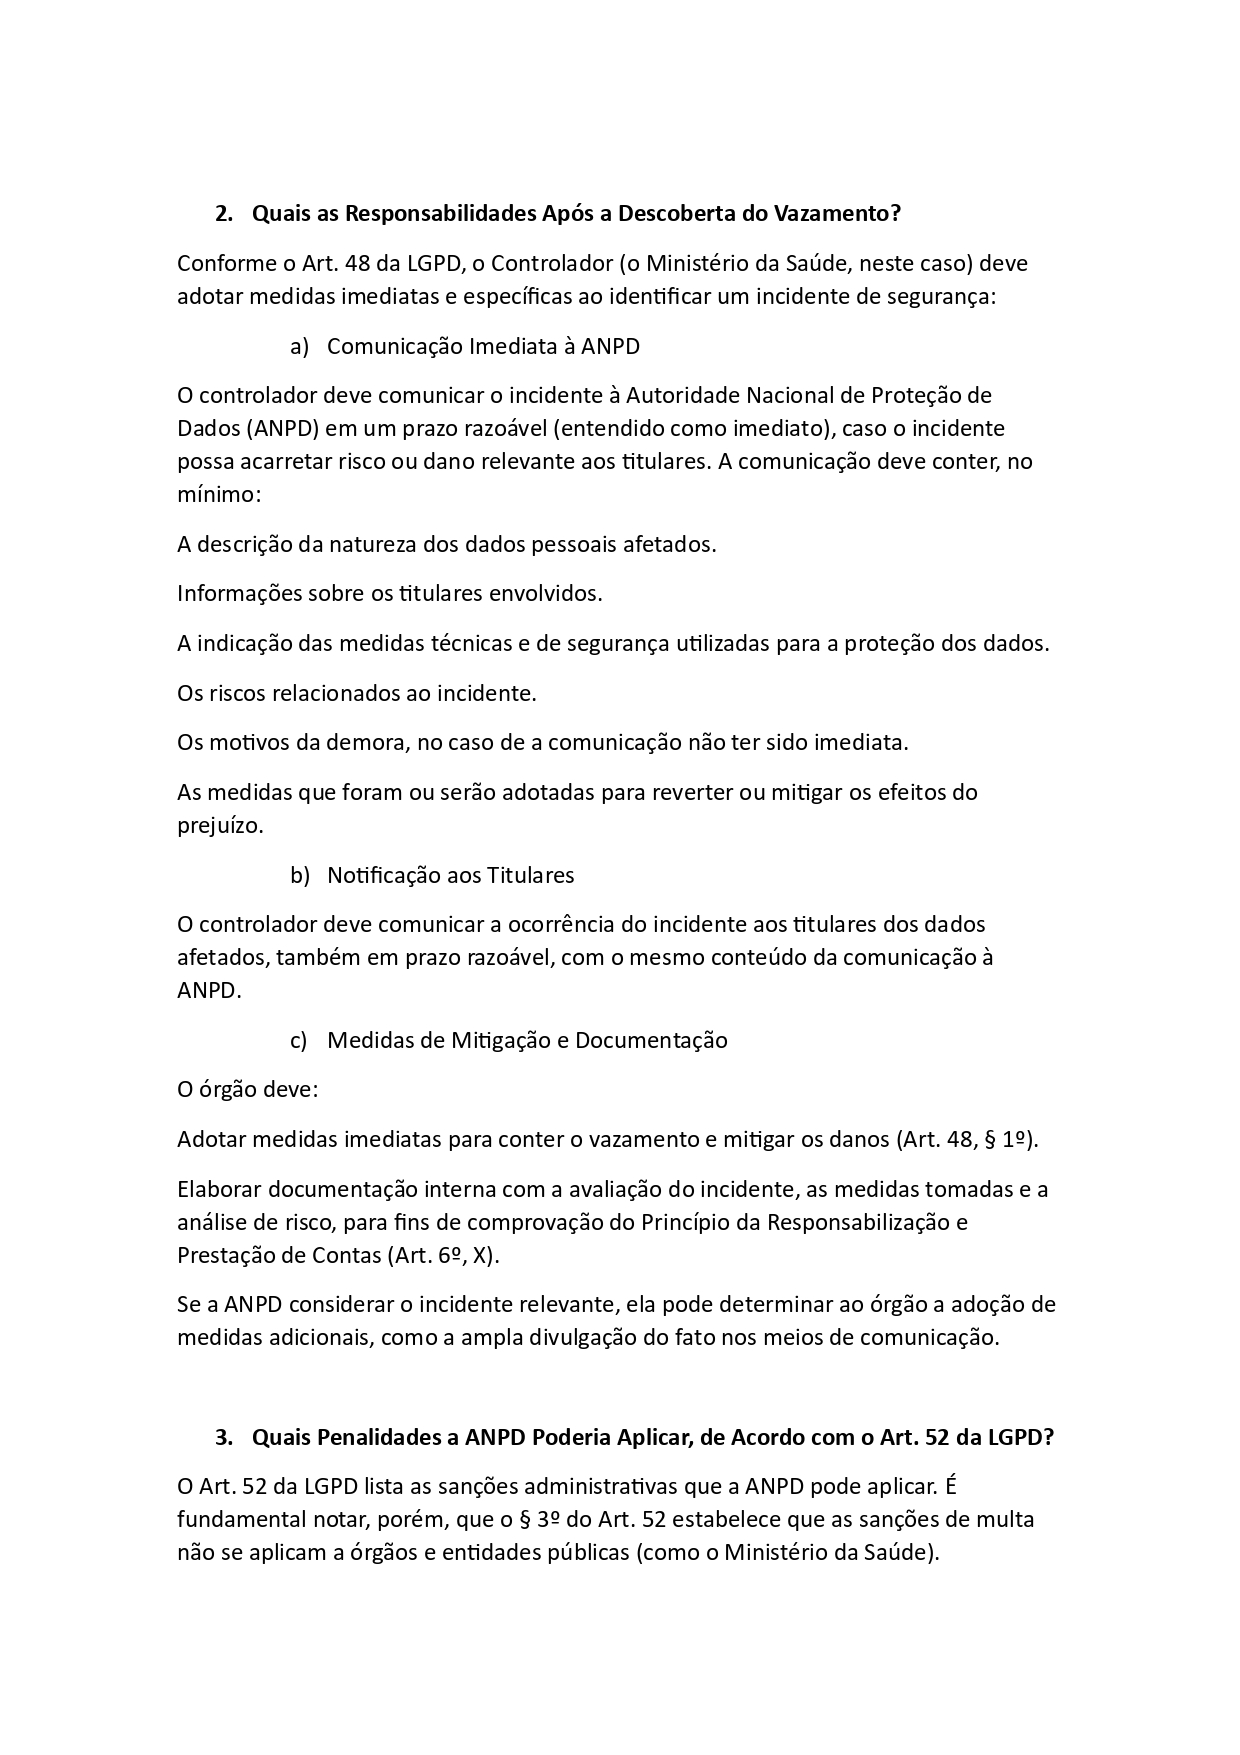 2. Quais as Responsabilidades Após a Descoberta do Vazamento?
Conforme o Art. 48 da LGPD, o Controlador (o Ministério da Saúde, neste caso) deve
adotar medidas imediatas e específicas ao identificar um incidente de segurança:
a) Comunicação Imediata à ANPD
O controlador deve comunicar o incidente à Autoridade Nacional de Proteção de
Dados (ANPD) em um prazo razoável (entendido como imediato), caso o incidente
possa acarretar risco ou dano relevante aos titulares. A comunicação deve conter, no
mínimo:
A descrição da natureza dos dados pessoais afetados.
Informações sobre os titulares envolvidos.
A indicação das medidas técnicas e de segurança utilizadas para a proteção dos dados.
Os riscos relacionados ao incidente.
Os motivos da demora, no caso de a comunicação não ter sido imediata.
As medidas que foram ou serão adotadas para reverter ou mitigar os efeitos do
prejuízo.
b) Notificação aos Titulares
O controlador deve comunicar a ocorrência do incidente aos titulares dos dados
afetados, também em prazo razoável, com o mesmo conteúdo da comunicação à
ANPD.
c) Medidas de Mitigação e Documentação
O órgão deve:
Adotar medidas imediatas para conter o vazamento e mitigar os danos (Art. 48, § 1º).
Elaborar documentação interna com a avaliação do incidente, as medidas tomadas e a
análise de risco, para fins de comprovação do Princípio da Responsabilização e
Prestação de Contas (Art. 6º, X).
Se a ANPD considerar o incidente relevante, ela pode determinar ao órgão a adoção de
medidas adicionais, como a ampla divulgação do fato nos meios de comunicação.
3. Quais Penalidades a ANPD Poderia Aplicar, de Acordo com o Art. 52 da LGPD?
O Art. 52 da LGPD lista as sanções administrativas que a ANPD pode aplicar. É
fundamental notar, porém, que o § 3º do Art. 52 estabelece que as sanções de multa
não se aplicam a órgãos e entidades públicas (como o Ministério da Saúde).